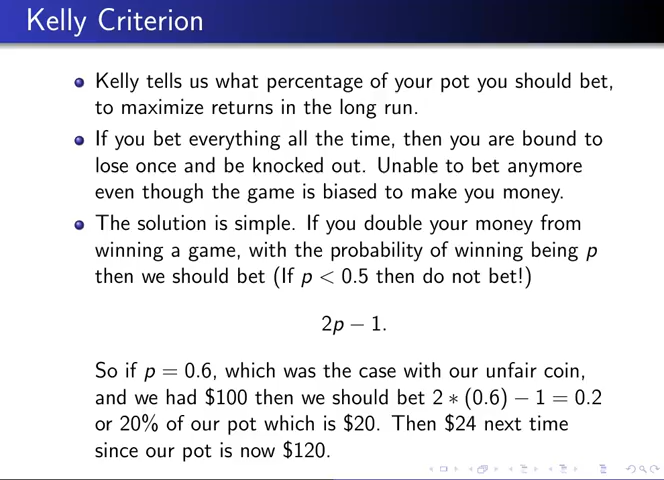 Kelly Criterion
Kelly tells us what percentage of your pot you should bet,
to maximize returns in the long run.
If you bet everything all the time, then you are bound to
lose once and be knocked out. Unable to bet anymore
even though the game is biased to make you money.
The solution is simple. If you double your money from
winning a game, with the probability of winning being p
then we should bet (If p < 0.5 then do not bet!)
2p − 1.
So if p = 0.6, which was the case with our unfair coin,
and we had $100 then we should bet 2 ∗ (0.6) − 1 = 0.2
or 20% of our pot which is $20. Then $24 next time
since our pot is now $120.